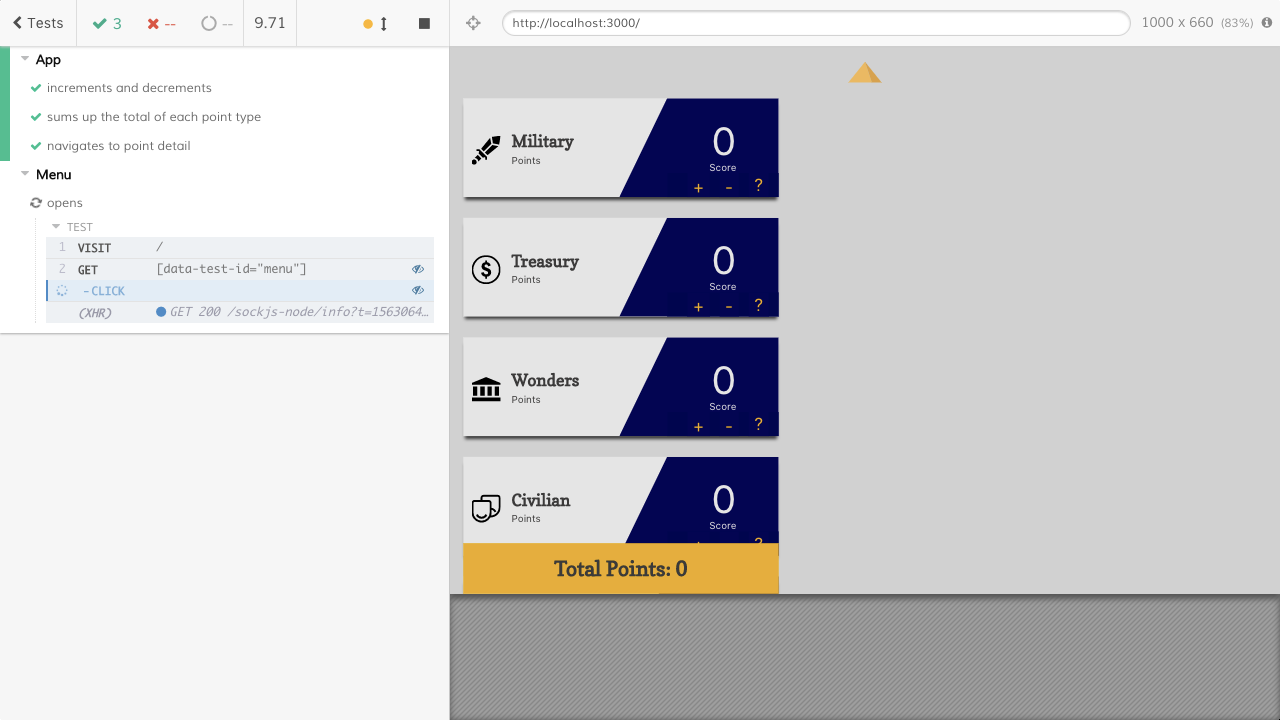 Tests 3 -- -- 9.71
http://localhost:3000/ 1000 x 660 (83%)
App
increments and decrements
sums up the total of each point type
navigates to point detail
Menu
opens
TEST
1 VISIT /
2 GET [data-test-id="menu"]
-CLICK
(XHR) GET 200 /sockjs-node/info?t=1563064…
Military
Points
0
Score
+ - ?
Treasury
Points
0
Score
+ - ?
Wonders
Points
0
Score
+ - ?
Civilian
Points
0
Score
Total Points: 0